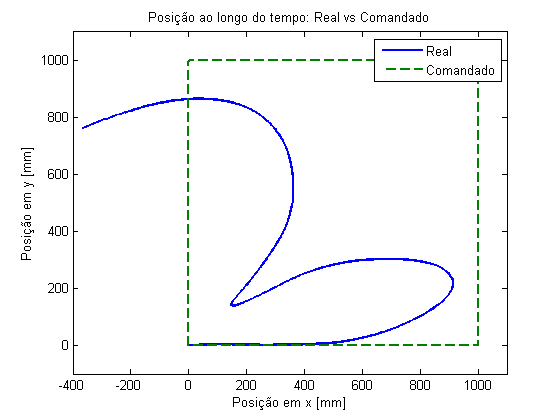 Posição ao longo do tempo: Real vs Comandado
Real
Comandado
1000
800
600
400
200
0
Posição em y [mm]
-400
-200
0
200
400
600
800
1000
Posição em x [mm]